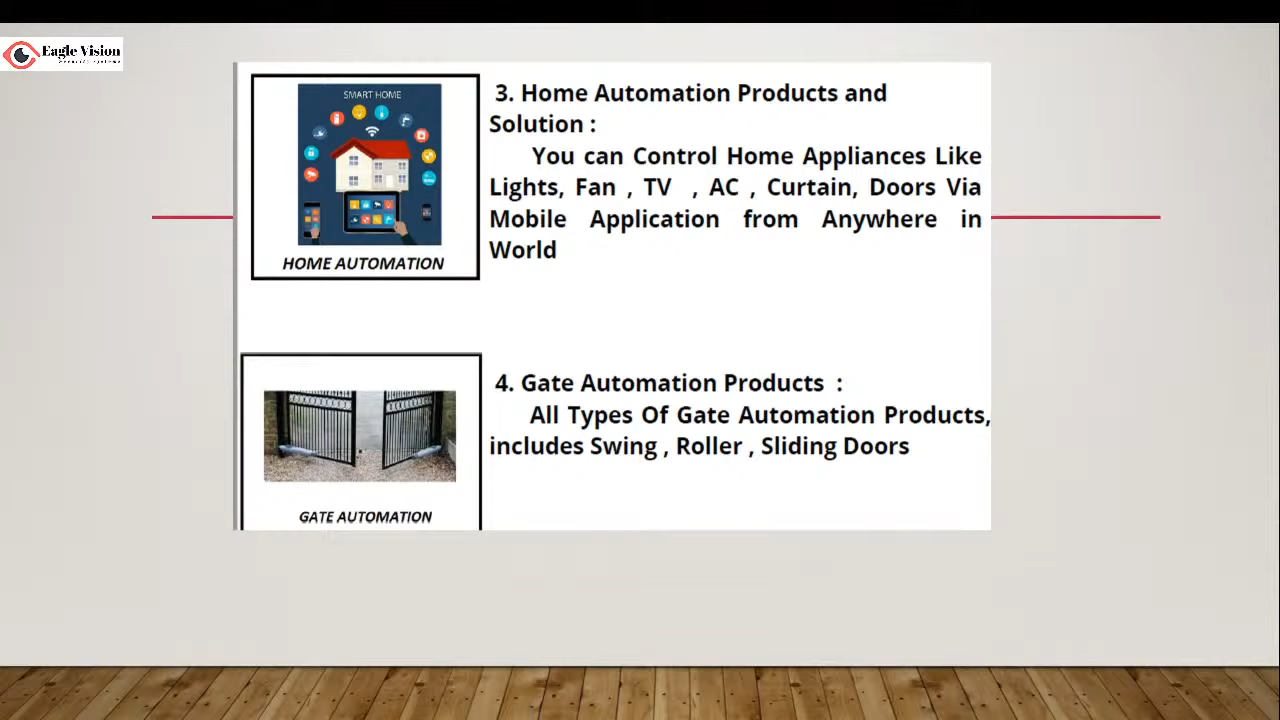 Eagle Vision
Security Systems
SMART HOME
HOME AUTOMATION
3. Home Automation Products and
Solution :
You can Control Home Appliances Like
Lights, Fan , TV , AC , Curtain, Doors Via
Mobile Application from Anywhere in
World
GATE AUTOMATION
4. Gate Automation Products :
All Types Of Gate Automation Products,
includes Swing , Roller , Sliding Doors